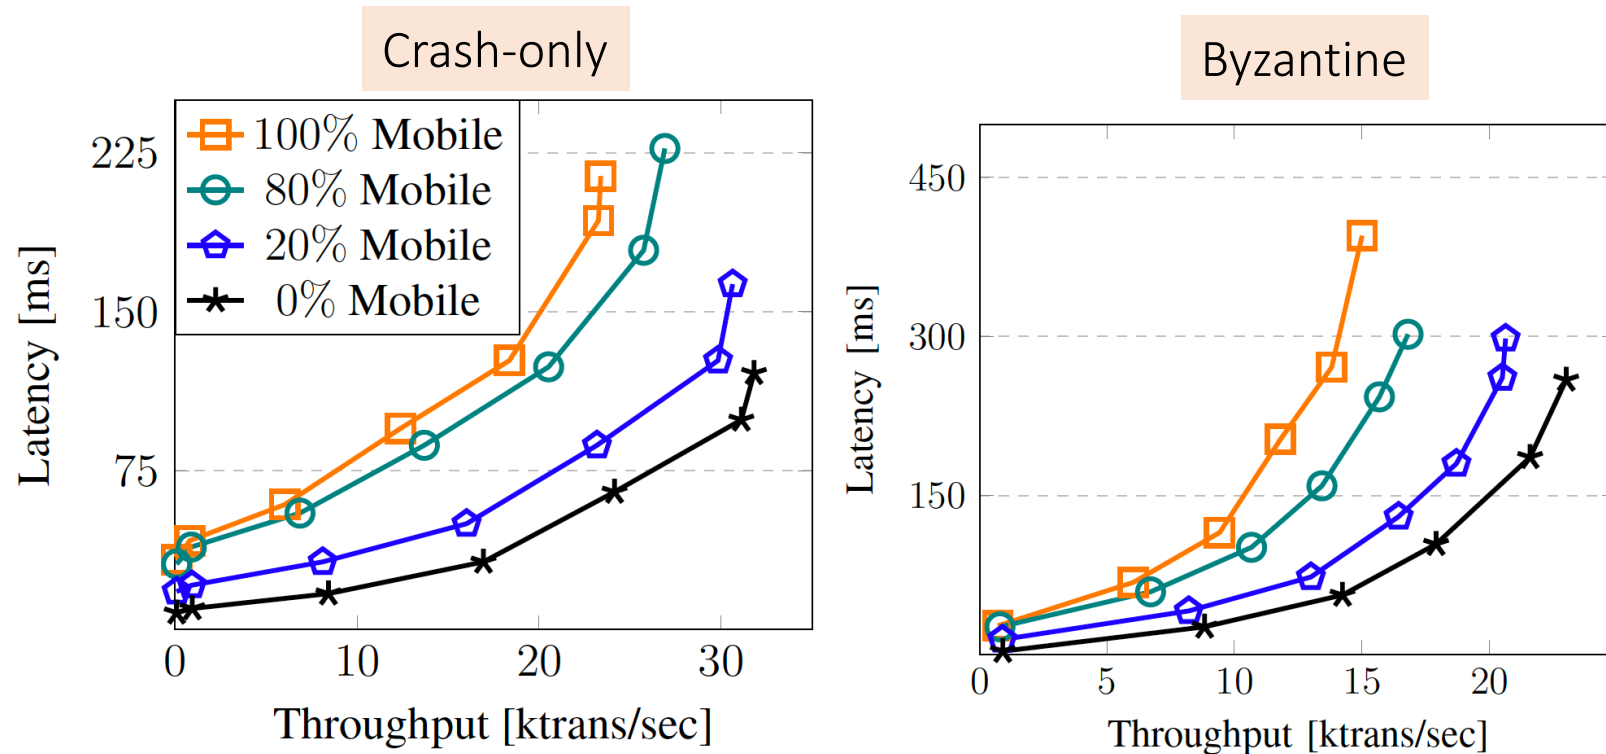 Crash-only
100% Mobile
80% Mobile
20% Mobile
0% Mobile
225
150
75
0 10 20 30
Latency [ms]
Throughput [ktrans/sec]
Byzantine
450
300
150
0 5 10 15 20
Latency [ms]
Throughput [ktrans/sec]